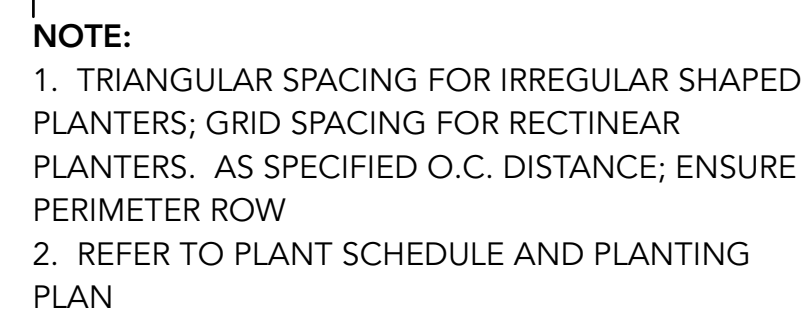 NOTE:
1. TRIANGULAR SPACING FOR IRREGULAR SHAPED
PLANTERS; GRID SPACING FOR RECTINEAR
PLANTERS. AS SPECIFIED O.C. DISTANCE; ENSURE
PERIMETER ROW
2. REFER TO PLANT SCHEDULE AND PLANTING
PLAN